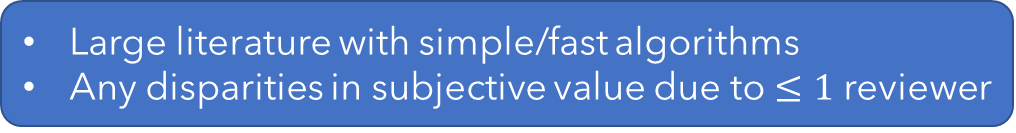 • Large literature with simple/fast algorithms
• Any disparities in subjective value due to ≤ 1 reviewer